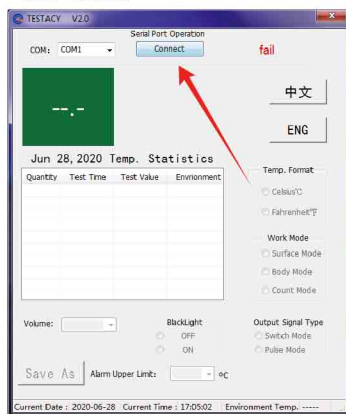 TESTACY V2.0
Serial Port Operation
COM: COM1 Connect fail
--.-
中文
ENG
Jun 28,2020 Temp. Statistics
Quantity Test Time Test Value Envrionment
Temp. Format
Celsius℃
Fahrenheit℉
Work Mode
Surface Mode
Body Mode
Count Mode
Volume: BlackLight Output Signal Type
OFF Switch Mode
ON Pulse Mode
Save As Alarm Upper Limit: oC
Current Date : 2020-06-28 Current Time : 17:05:02 Environment Temp. -----